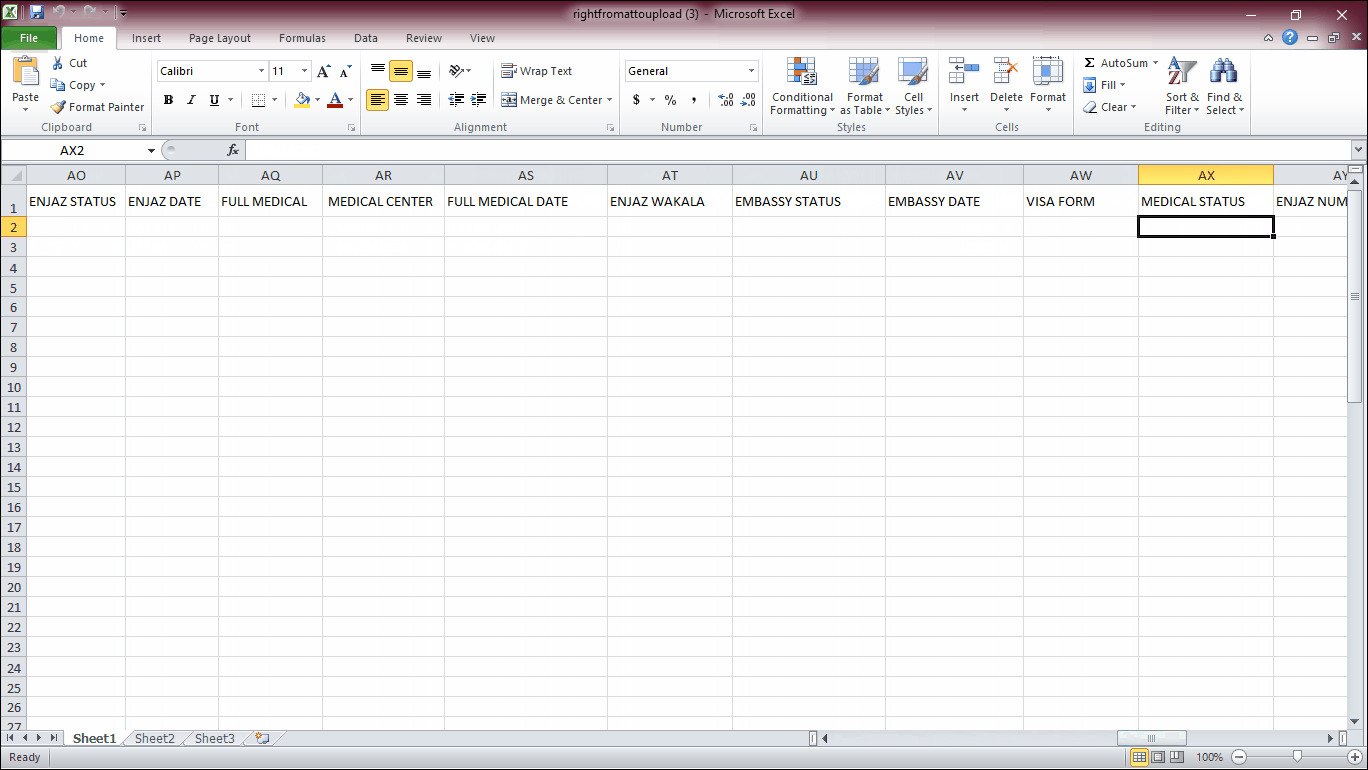 rightfromattoupload (3) - Microsoft Excel
File Home Insert Page Layout Formulas Data Review View
Paste
Cut
Copy
Format Painter
Clipboard
Calibri 11
B I U
Font
Wrap Text
Merge & Center
Alignment
General
$ % ,
Number
Conditional Formatting
Format as Table
Cell Styles
Styles
Insert Delete Format
Cells
Σ AutoSum
Fill
Clear
Sort & Filter
Find & Select
Editing
AX2 fx
AO AP AQ AR AS AT AU AV AW AX AY
1 ENJAZ STATUS ENJAZ DATE FULL MEDICAL MEDICAL CENTER FULL MEDICAL DATE ENJAZ WAKALA EMBASSY STATUS EMBASSY DATE VISA FORM MEDICAL STATUS ENJAZ NUM
2
3
4
5
6
7
8
9
10
11
12
13
14
15
16
17
18
19
20
21
22
23
24
25
26
27
Sheet1 Sheet2 Sheet3
Ready 100%